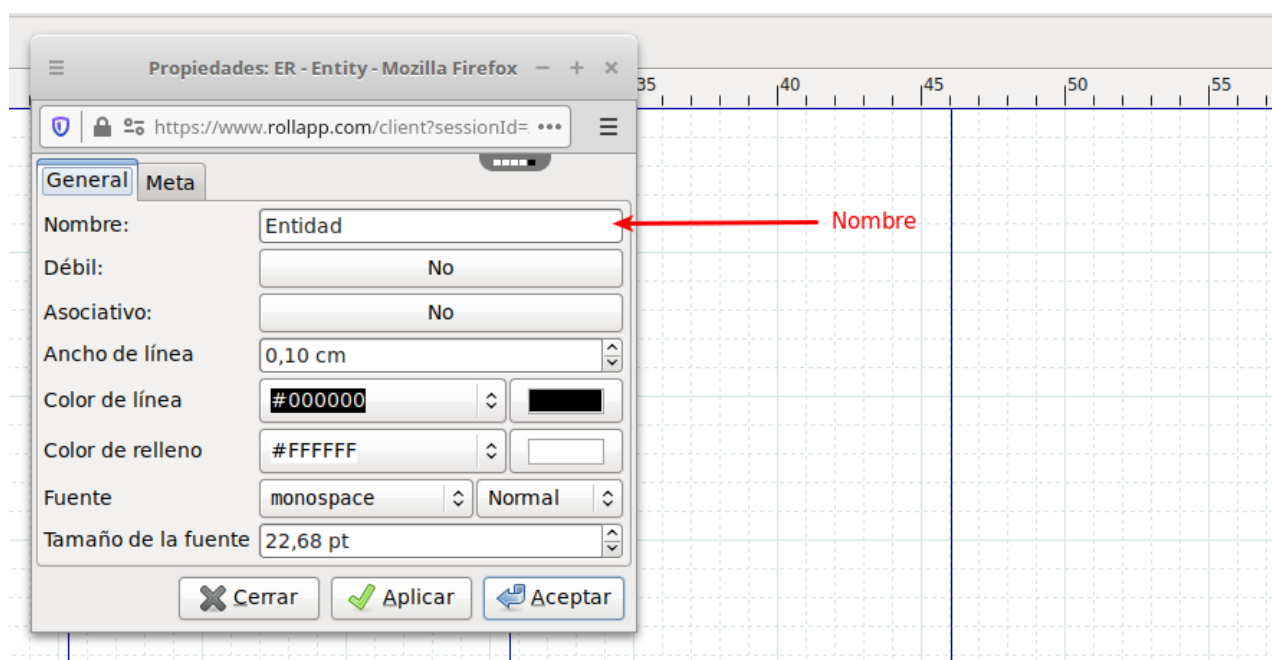 Propiedades: ER - Entity - Mozilla Firefox
35 40 45 50 55
https://www.rollapp.com/client?sessionId=
General Meta
Nombre: Entidad
Nombre
Débil: No
Asociativo: No
Ancho de línea 0,10 cm
Color de línea #000000
Color de relleno #FFFFFF
Fuente monospace Normal
Tamaño de la fuente 22,68 pt
Cerrar Aplicar Aceptar